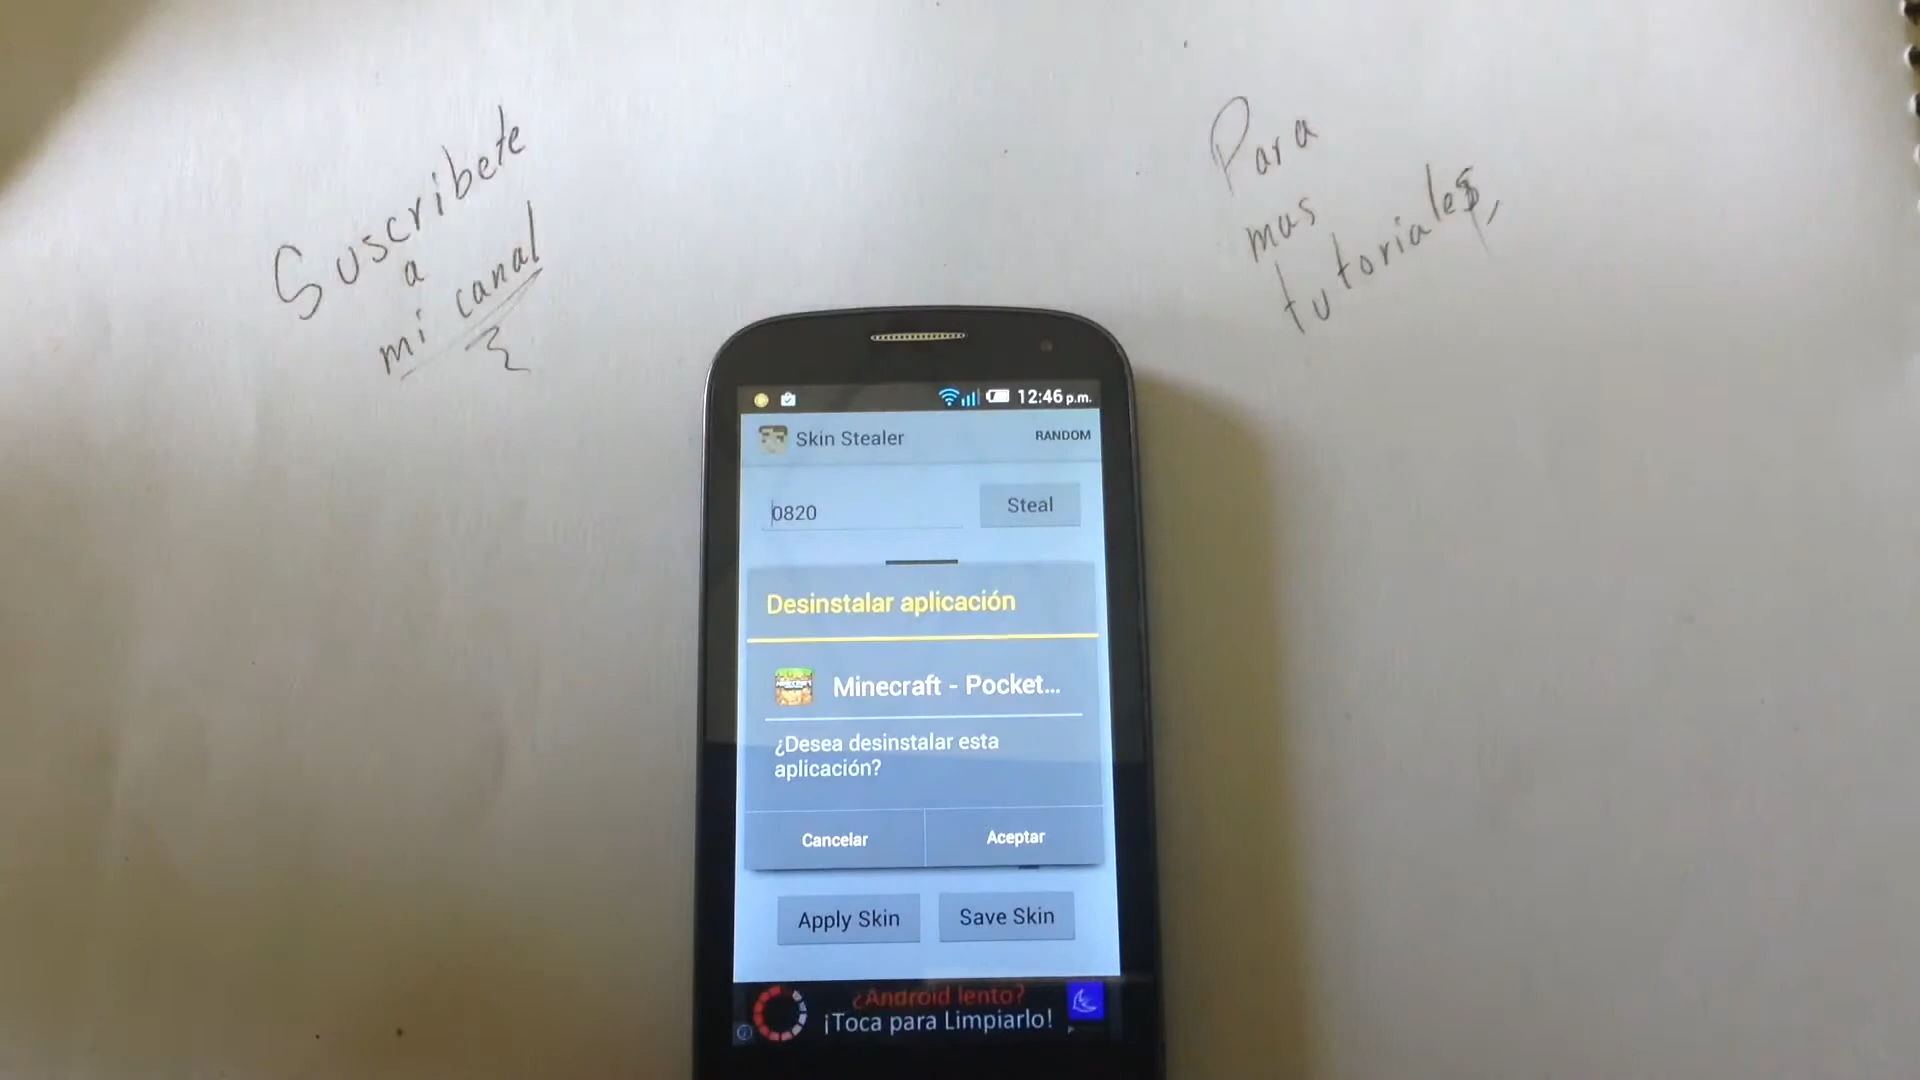 Suscribete
a
mi canal
Para
mas
tutoriales,
12:46 p.m.
Skin Stealer
RANDOM
0820
Steal
Desinstalar aplicación
Minecraft - Pocket...
¿Desea desinstalar esta
aplicación?
Cancelar
Aceptar
Apply Skin
Save Skin
¿Android lento?
¡Toca para Limpiarlo!